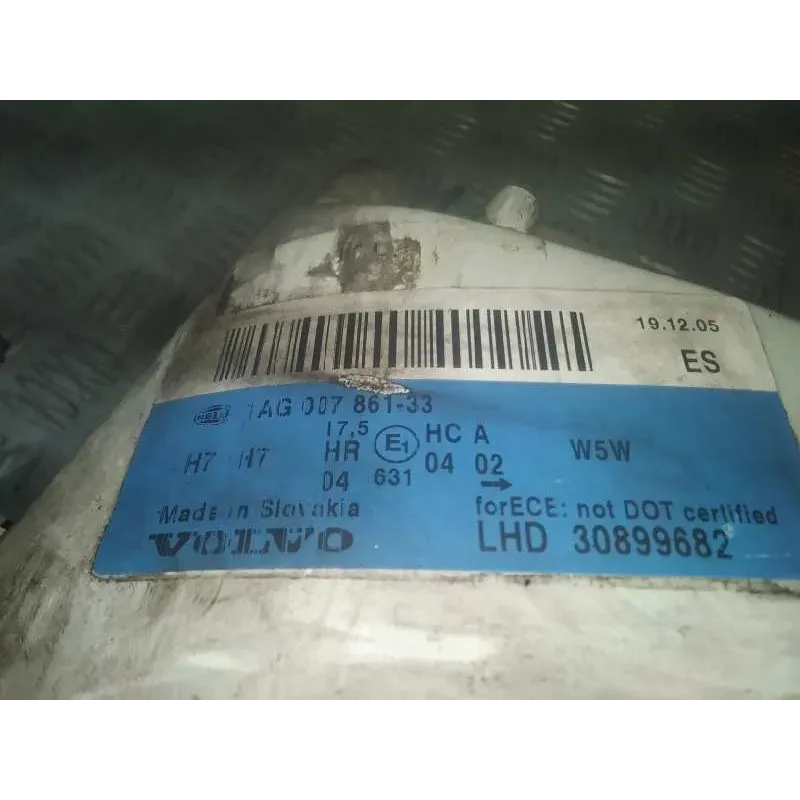 19.12.05
ES
HELLA 1AG 007 861-33
17,5 HC A
H7 H7 HR E1 04 02 W5W
04 631
Made in Slovakia forECE: not DOT certified
VOLVO LHD 30899682